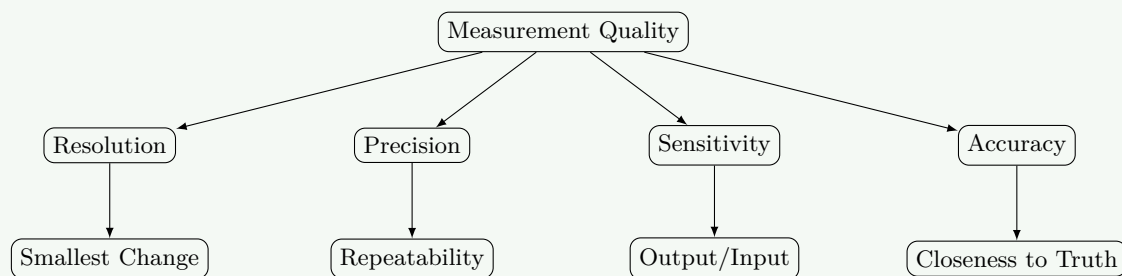 Measurement Quality
Resolution
Precision
Sensitivity
Accuracy
Smallest Change
Repeatability
Output/Input
Closeness to Truth